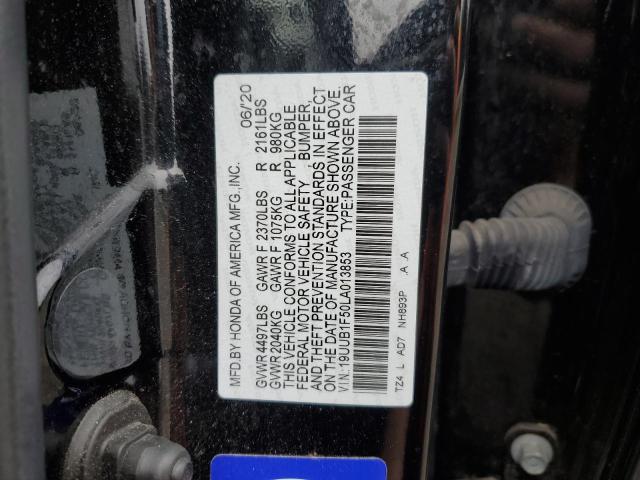 MFD.BY HONDA OF AMERICA MFG.,INC. 06/20
GVWR 4497LBS GAWR F 2370LBS R 2161LBS
GVWR 2040KG GAWR F 1075KG R 980KG
THIS VEHICLE CONFORMS TO ALL APPLICABLE
FEDERAL MOTOR VEHICLE SAFETY , BUMPER,
AND THEFT PREVENTION STANDARDS IN EFFECT
ON THE DATE OF MANUFACTURE SHOWN ABOVE.
V.I.N.:19UUB1F50LA013853 TYPE:PASSENGER CAR
TZ4 L AD7 NH893P .A .A